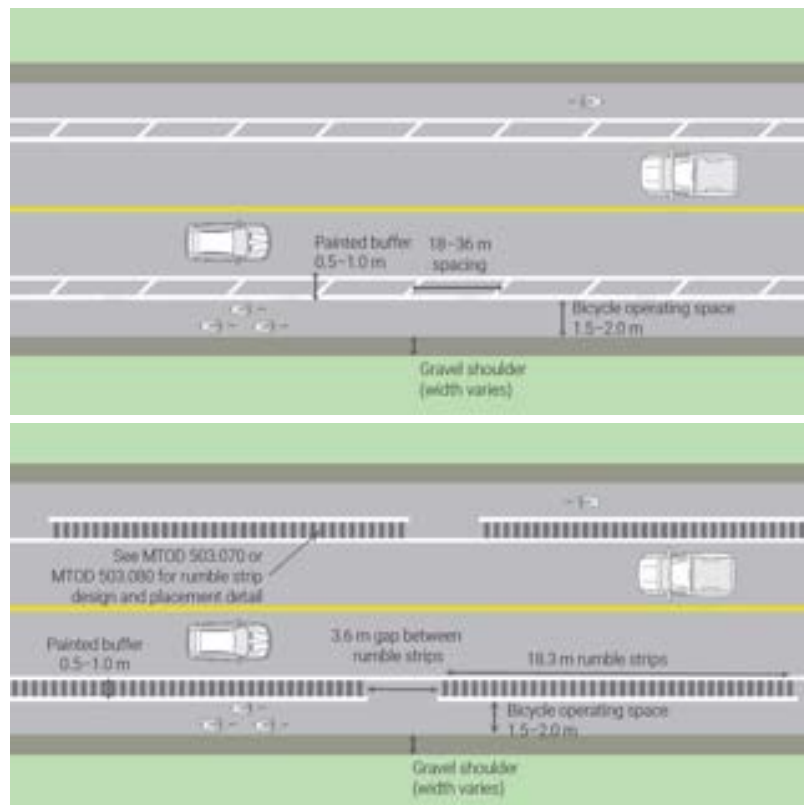 Painted buffer
0.5–1.0 m
18–36 m
spacing
Bicycle operating space
1.5–2.0 m
Gravel shoulder
(width varies)
See MTOD 503.070 or
MTOD 503.080 for rumble strip
design and placement detail
Painted buffer
0.5–1.0 m
3.6 m gap between
rumble strips
18.3 m rumble strips
Bicycle operating space
1.5–2.0 m
Gravel shoulder
(width varies)